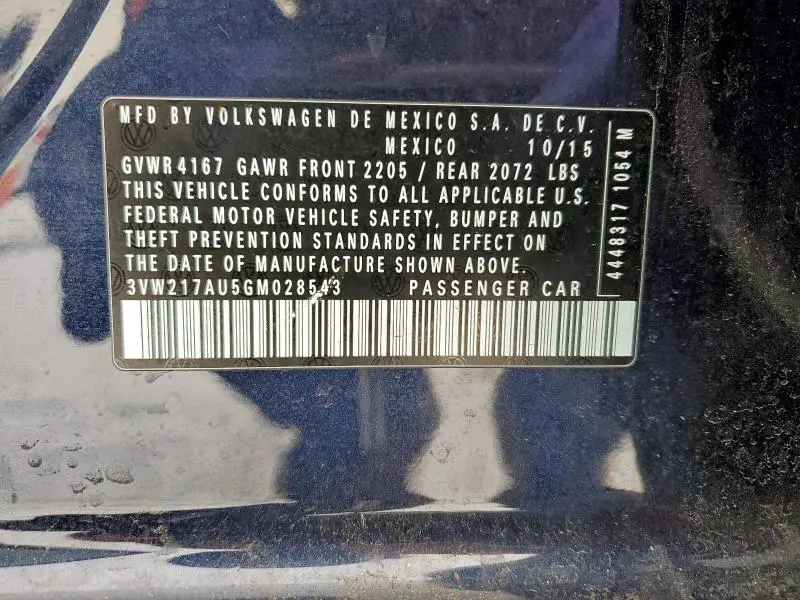 MFD BY VOLKSWAGEN DE MEXICO S.A. DE C.V.
MEXICO 10/15
GVWR 4167 GAWR FRONT 2205 / REAR 2072 LBS
THIS VEHICLE CONFORMS TO ALL APPLICABLE U.S.
FEDERAL MOTOR VEHICLE SAFETY, BUMPER AND
THEFT PREVENTION STANDARDS IN EFFECT ON
THE DATE OF MANUFACTURE SHOWN ABOVE.
3VW217AU5GM028543 PASSENGER CAR
4448317 1054 M